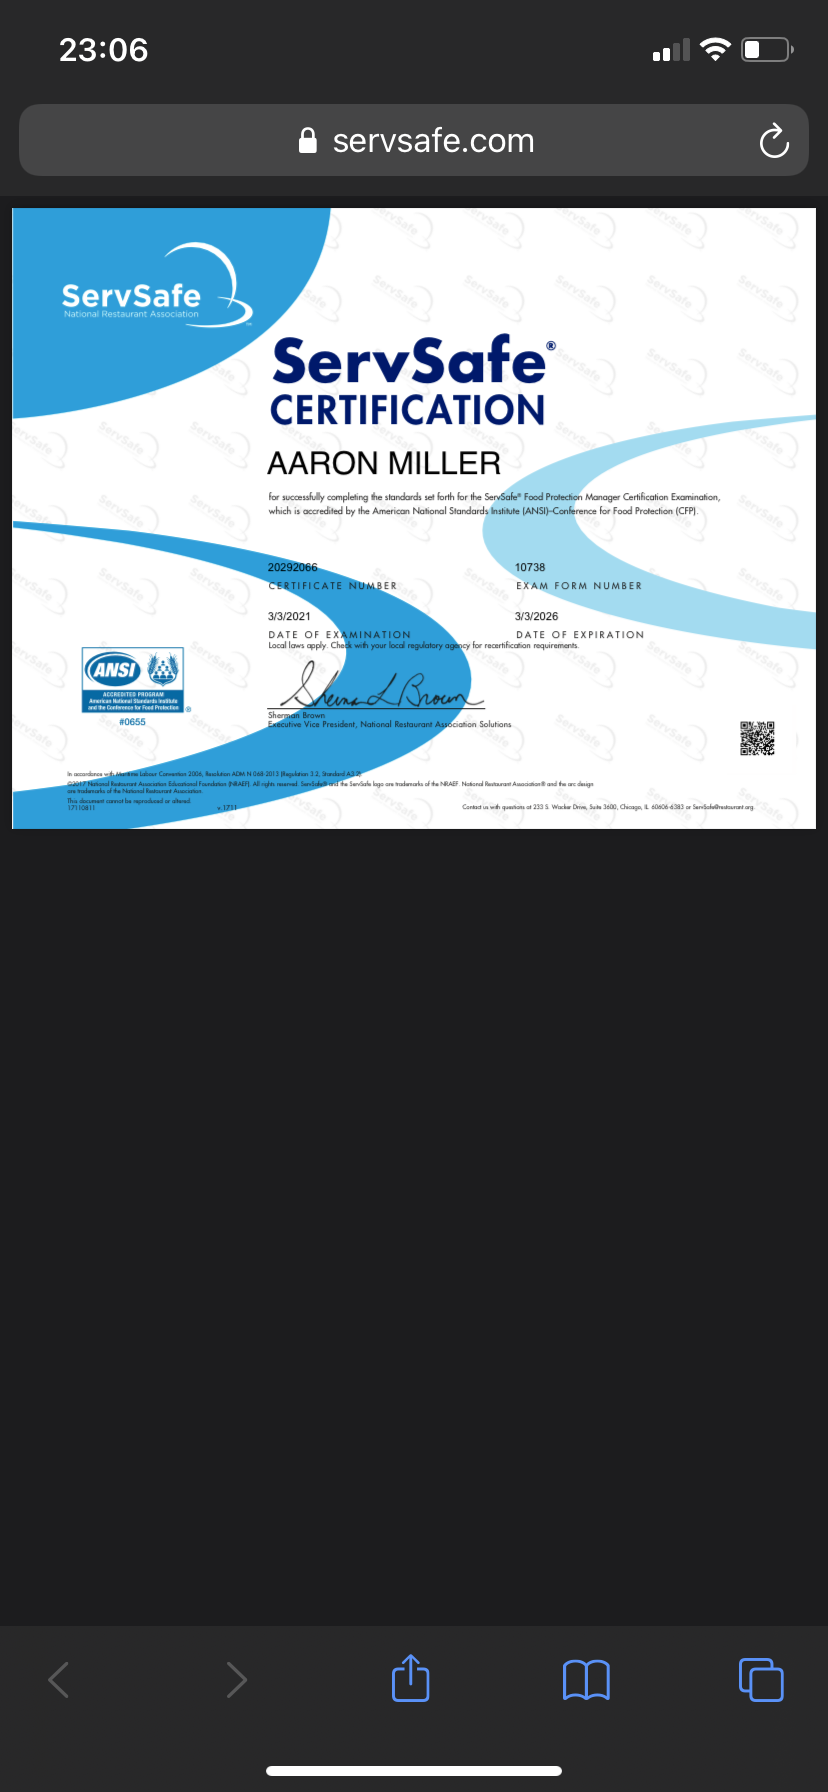 23:06
servsafe.com
ServSafe
National Restaurant Association
ServSafe®
CERTIFICATION
AARON MILLER
for successfully completing the standards set forth for the ServSafe® Food Protection Manager Certification Examination,
which is accredited by the American National Standards Institute (ANSI)–Conference for Food Protection (CFP).
20292066
10738
CERTIFICATE NUMBER
EXAM FORM NUMBER
3/3/2021
3/3/2026
DATE OF EXAMINATION
DATE OF EXPIRATION
Local laws apply. Check with your local regulatory agency for recertification requirements.
ANSI
ACCREDITED PROGRAM
American National Standards Institute
and the Conference for Food Protection
®
#0655
Sherman L Brown
Sherman Brown
Executive Vice President, National Restaurant Association Solutions
In accordance with Maritime Labour Convention 2006, Resolution ADM N 068-2013 (Regulation 3.2, Standard A3.2)
©2017 National Restaurant Association Educational Foundation (NRAEF). All rights reserved. ServSafe® and the ServSafe logo are trademarks of the NRAEF. National Restaurant Association® and the arc design
are trademarks of the National Restaurant Association.
This document cannot be reproduced or altered.
17110811
v.1711
Contact us with questions at 233 S. Wacker Drive, Suite 3600, Chicago, IL 60606-6383 or ServSafe@restaurant.org.